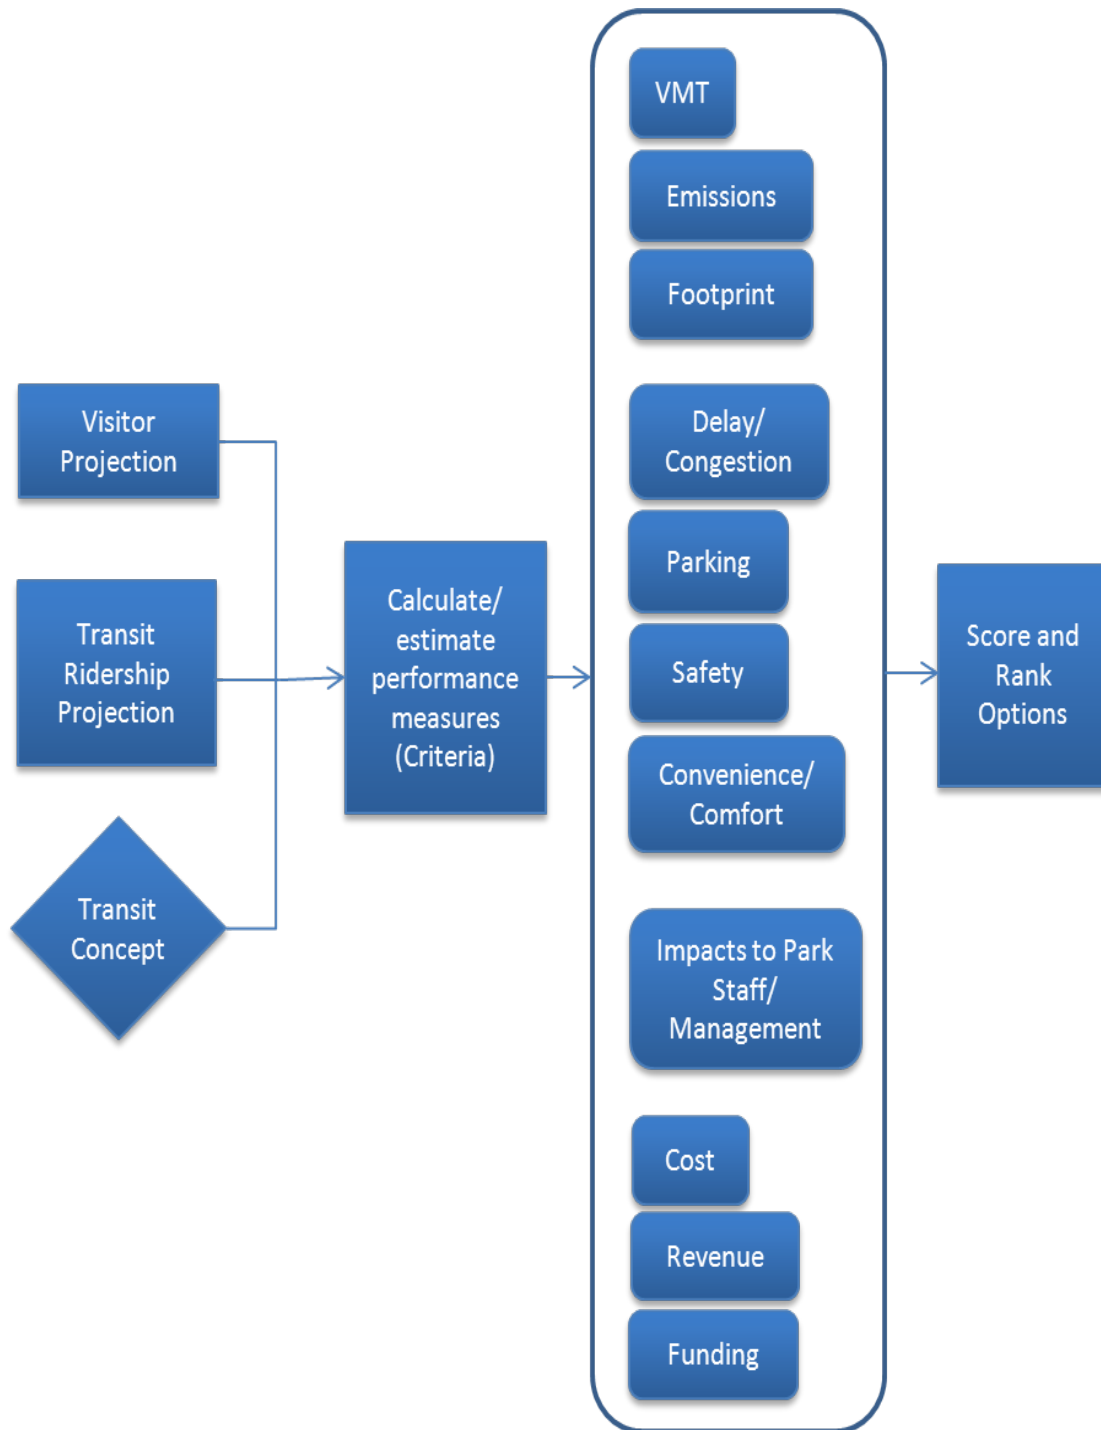 Visitor
Projection
Transit
Ridership
Projection
Transit
Concept
Calculate/
estimate
performance
measures
(Criteria)
VMT
Emissions
Footprint
Delay/
Congestion
Parking
Safety
Convenience/
Comfort
Impacts to Park
Staff/
Management
Cost
Revenue
Funding
Score and
Rank
Options